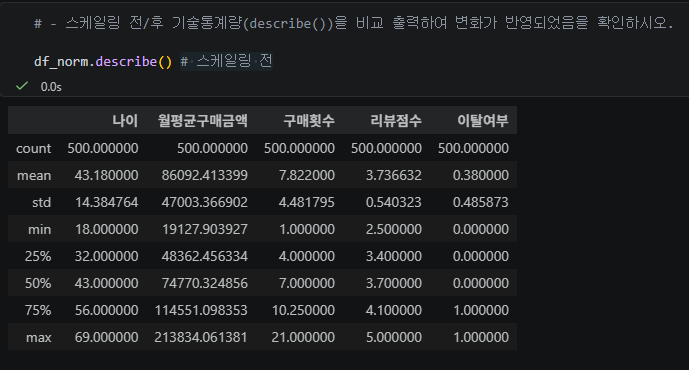 # - 스케일링 전/후 기술통계량(describe())을 비교 출력하여 변화가 반영되었음을 확인하시오.
df_norm.describe() # 스케일링 전
0.0s
나이 월평균구매금액 구매횟수 리뷰점수 이탈여부
count 500.000000 500.000000 500.000000 500.000000 500.000000
mean 43.180000 86092.413399 7.822000 3.736632 0.380000
std 14.384764 47003.366902 4.481795 0.540323 0.485873
min 18.000000 19127.903927 1.000000 2.500000 0.000000
25% 32.000000 48362.456334 4.000000 3.400000 0.000000
50% 43.000000 74770.324856 7.000000 3.700000 0.000000
75% 56.000000 114551.098353 10.250000 4.100000 1.000000
max 69.000000 213834.061381 21.000000 5.000000 1.000000